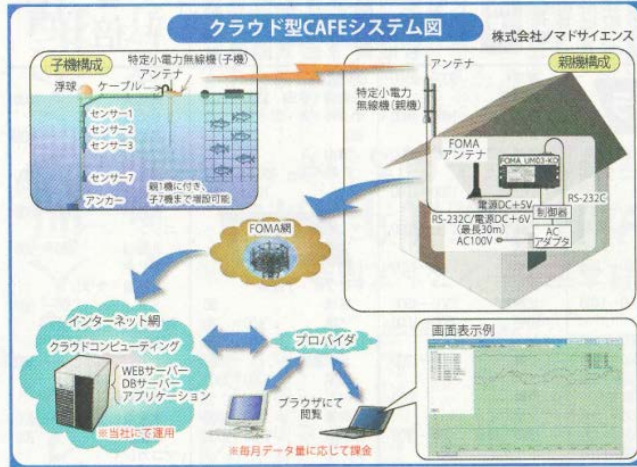 クラウド型CAFEシステム図
株式会社ノマドサイエンス
子機構成
特定小電力無線機(子機)
アンテナ
浮球
ケーブル
センサー1
センサー2
センサー3
センサー7
アンカー
親1機に付き、
子7機まで増設可能
親機構成
アンテナ
特定小電力
無線機(親機)
FOMA
アンテナ
FOMA UM03-KO
電源DC+5V
RS-232C
RS-232C/電源DC+6V
(最長30m)
制御器
AC100V
AC
アダプタ
FOMA網
インターネット網
クラウドコンピューティング
WEBサーバー
DBサーバー
アプリケーション
※当社にて運用
プロバイダ
ブラウザにて
閲覧
※毎月データ量に応じて課金
画面表示例